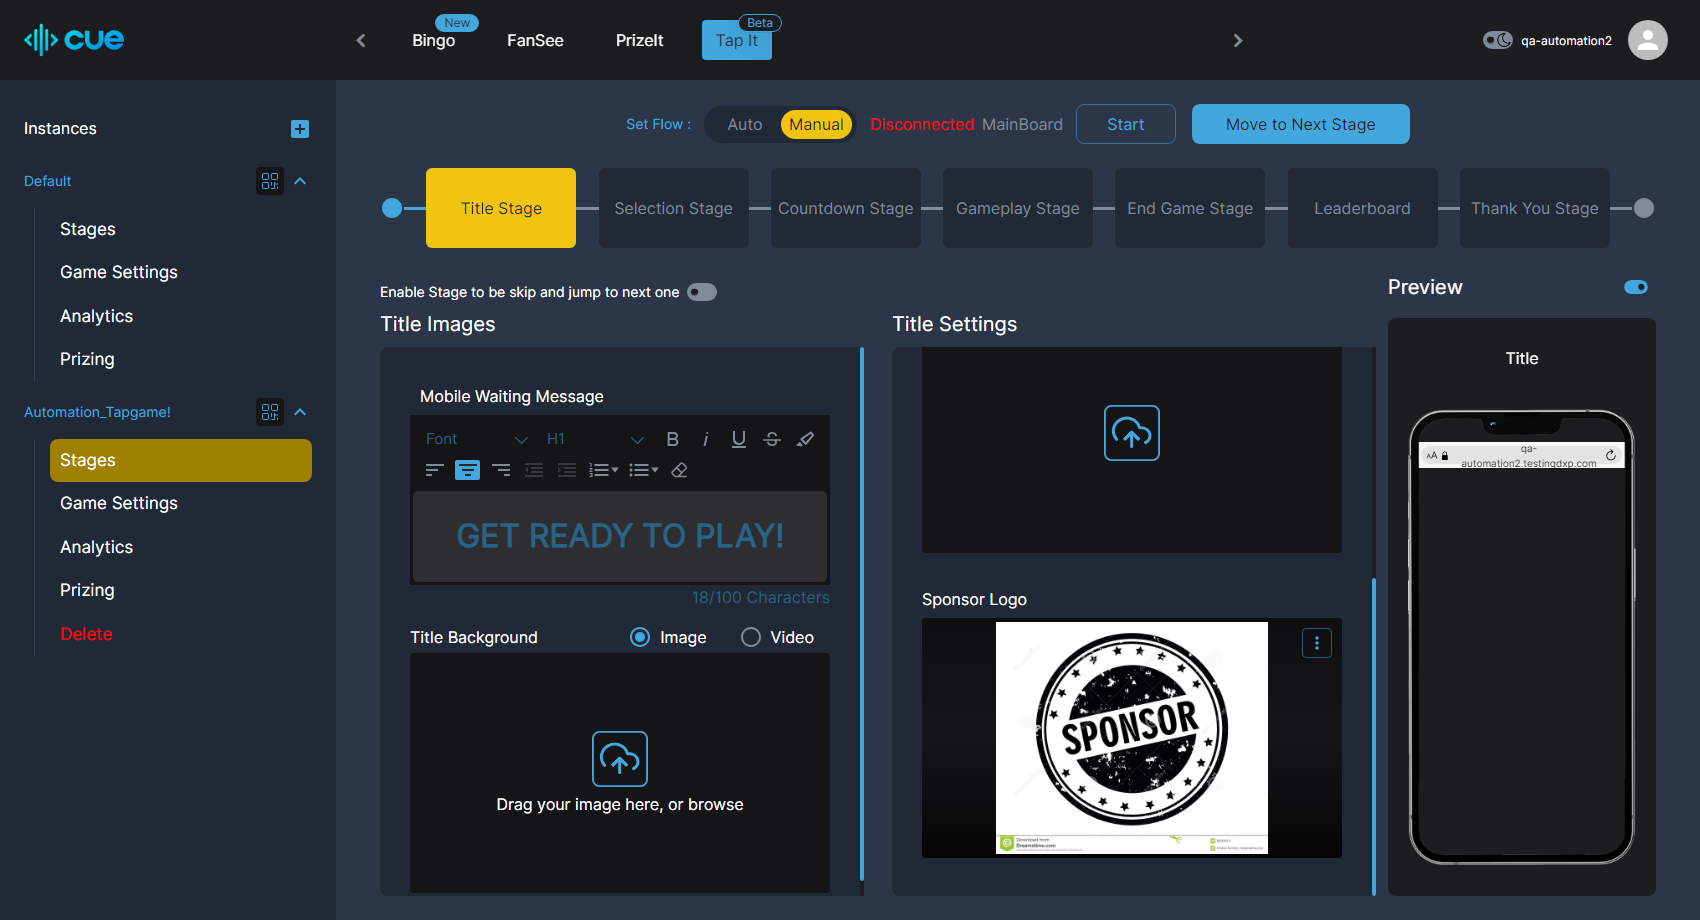 cue
New
Bingo
FanSee
PrizeIt
Beta
Tap It
qa-automation2
Instances
Default
Stages
Game Settings
Analytics
Prizing
Automation_Tapgame!
Stages
Game Settings
Analytics
Prizing
Delete
Set Flow :
Auto
Manual
Disconnected MainBoard
Start
Move to Next Stage
Title Stage
Selection Stage
Countdown Stage
Gameplay Stage
End Game Stage
Leaderboard
Thank You Stage
Enable Stage to be skip and jump to next one
Title Images
Mobile Waiting Message
Font
H1
B
i
U
S
GET READY TO PLAY!
18/100 Characters
Title Background
Image
Video
Drag your image here, or browse
Title Settings
Sponsor Logo
SPONSOR
Download from
Dreamstime.com
Preview
Title
AA
qa-
automation2.testingdxp.com